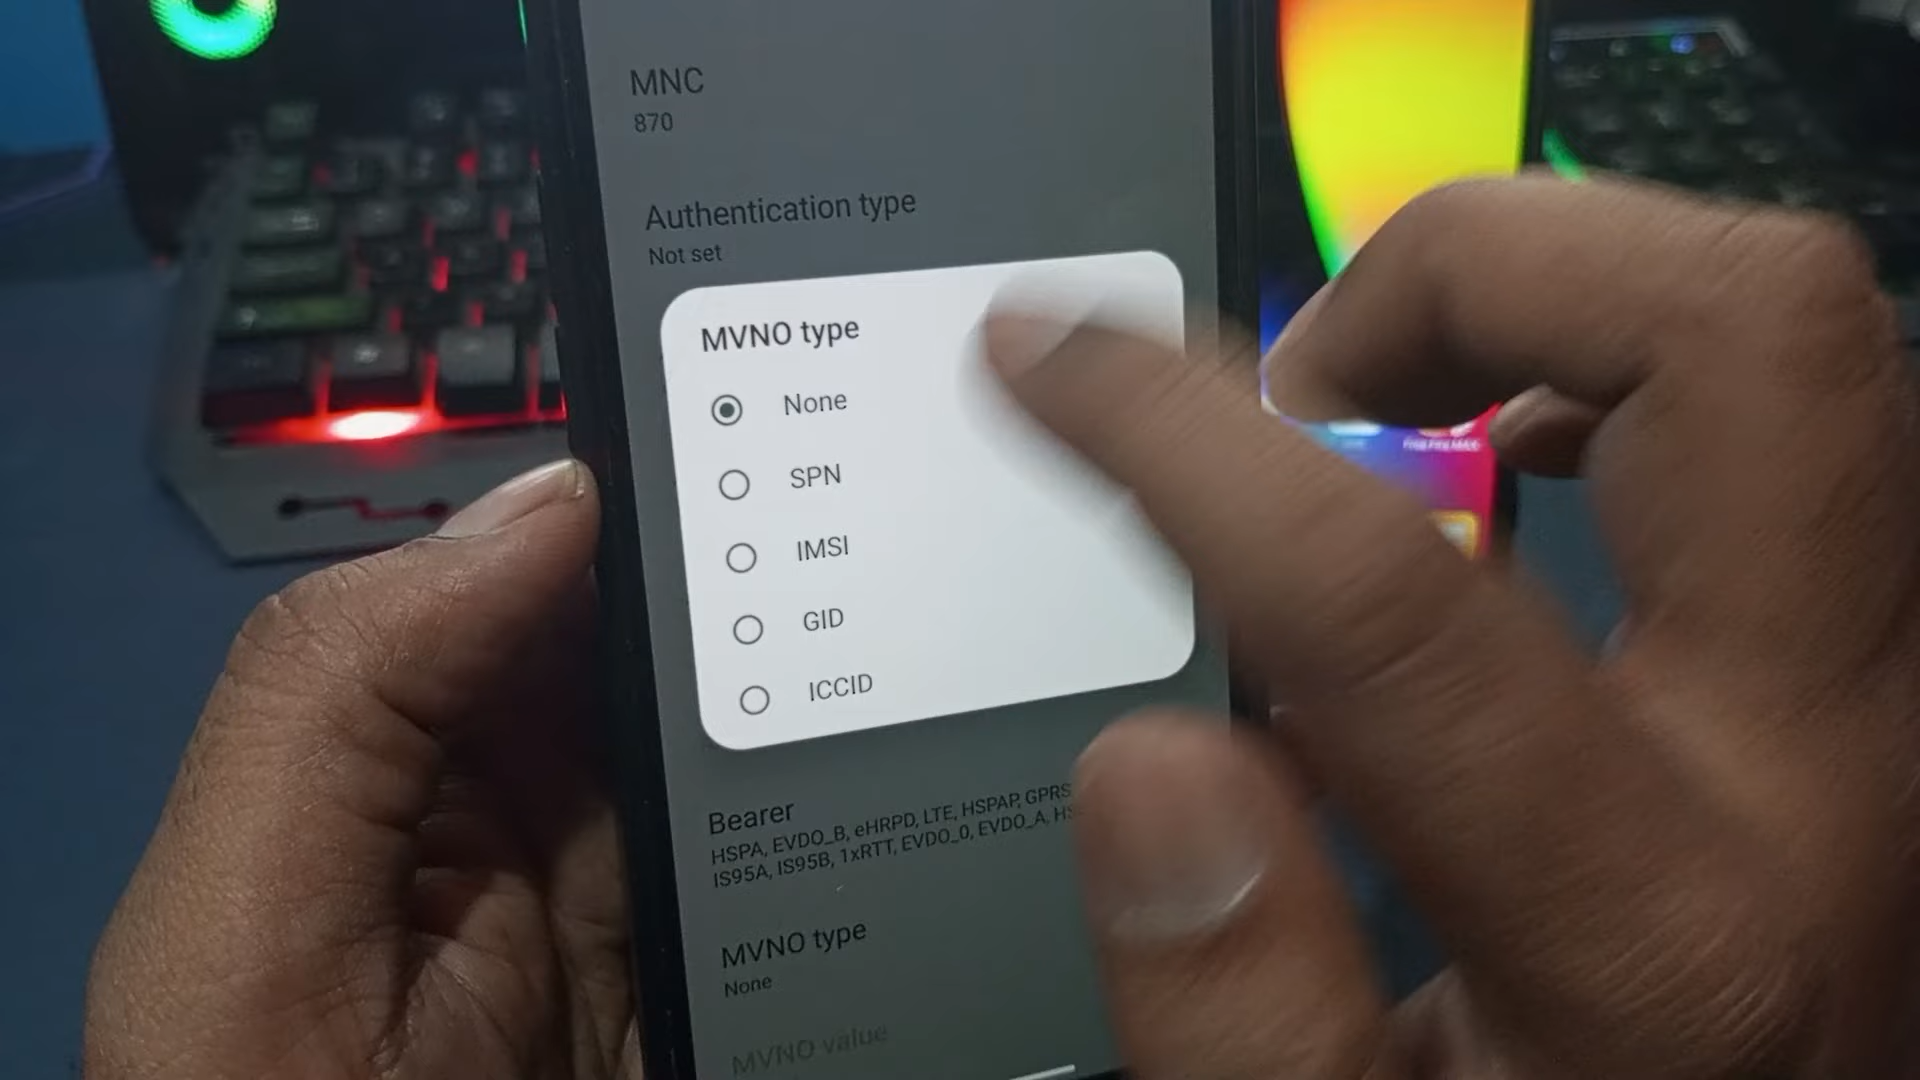 MNC
870
Authentication type
Not set
MVNO type
None
SPN
IMSI
GID
ICCID
Bearer
HSPA, EVDO_B, eHRPD, LTE, HSPAP, GPRS
IS95A, IS95B, 1xRTT, EVDO_0, EVDO_A,
MVNO type
None
MVNO value